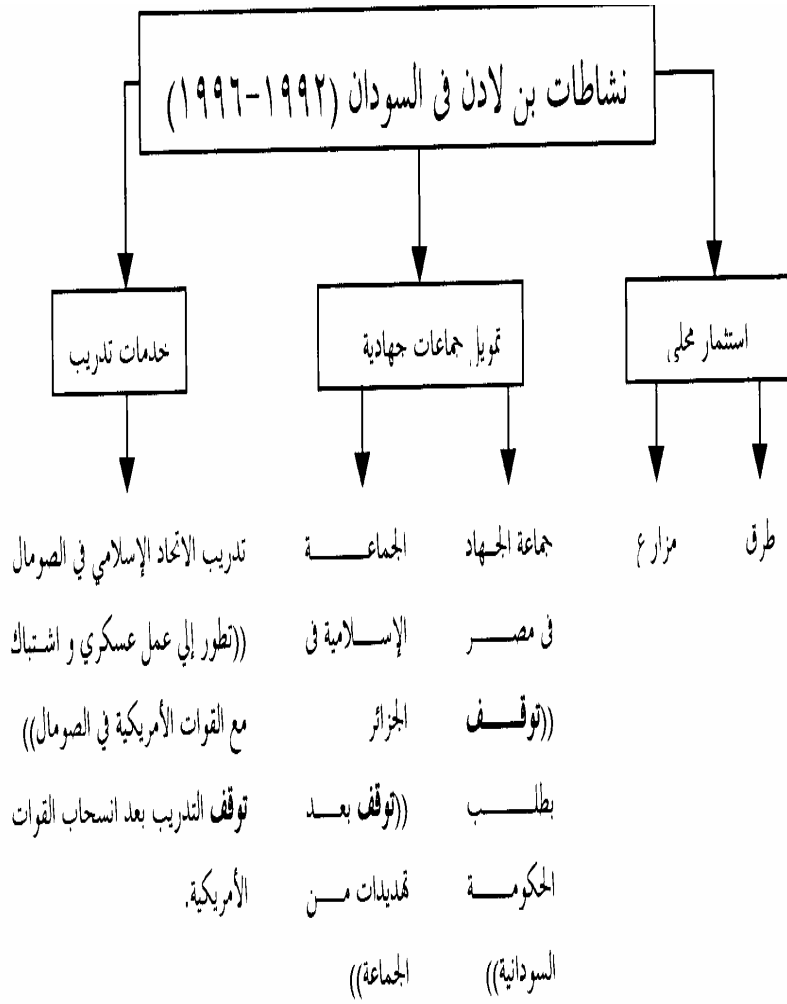 نشاطات بن لادن فى السودان (١٩٩٢-١٩٩٦)
استثمار محلى
تمويل جماعات جهادية
خدمات تدريب
طرق
مزارع
جماعة الجهاد
فى مصر
((توقف
بطلب
الحكومة
السودانية))
الجماعة
الإسلامية فى
الجزائر
((توقف بعد
تهديدات من
الجماعة))
تدريب الاتحاد الإسلامي في الصومال
((تطور إلي عمل عسكري و اشتباك
مع القوات الأمريكية في الصومال))
توقف التدريب بعد انسحاب القوات
الأمريكية.